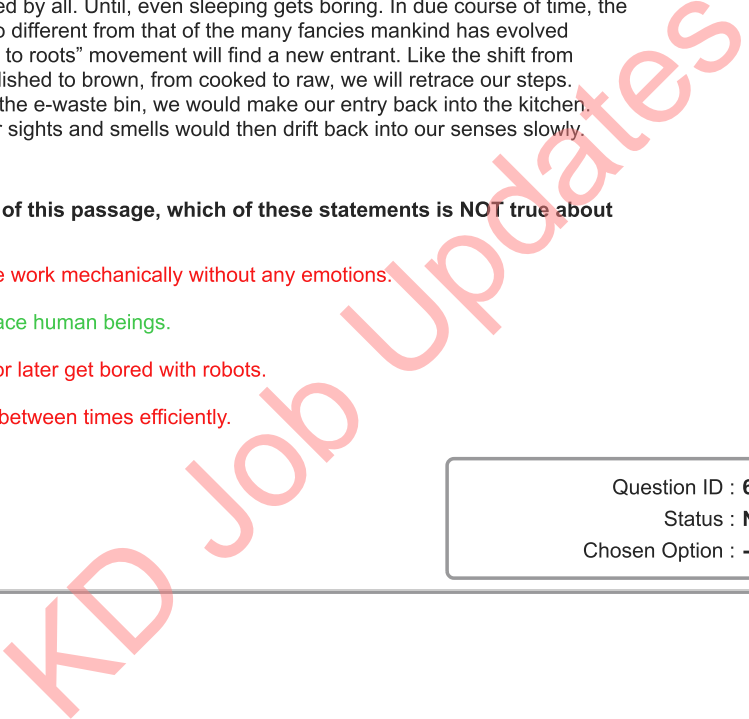 ed by all. Until, even sleeping gets boring. In due course of time, the
o different from that of the many fancies mankind has evolved
to roots” movement will find a new entrant. Like the shift from
lished to brown, from cooked to raw, we will retrace our steps.
the e-waste bin, we would make our entry back into the kitchen.
r sights and smells would then drift back into our senses slowly.
of this passage, which of these statements is NOT true about
e work mechanically without any emotions.
ace human beings.
or later get bored with robots.
between times efficiently.
Question ID :
Status :
Chosen Option : -
KD Job Updates